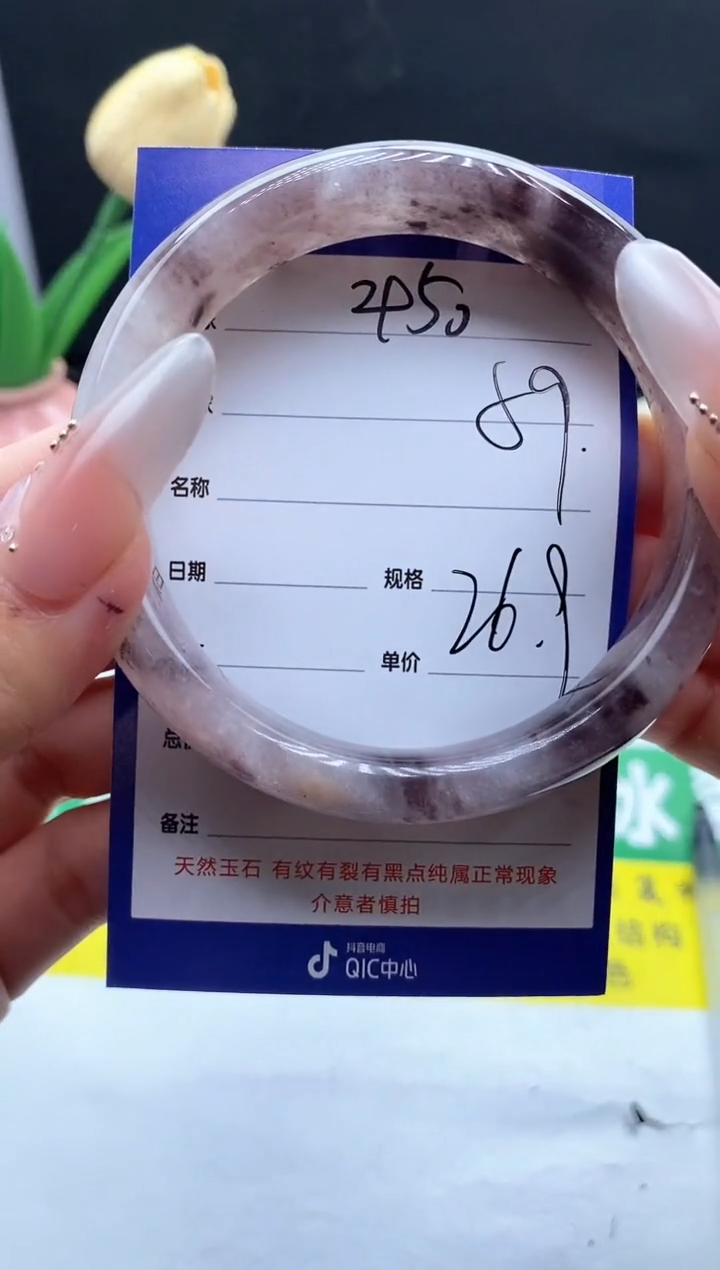 2450
89.
名称
日期 规格
26.9
单价
备注
天然玉石 有纹有裂有黑点纯属正常现象
介意者慎拍
抖音电商
QIC中心
水